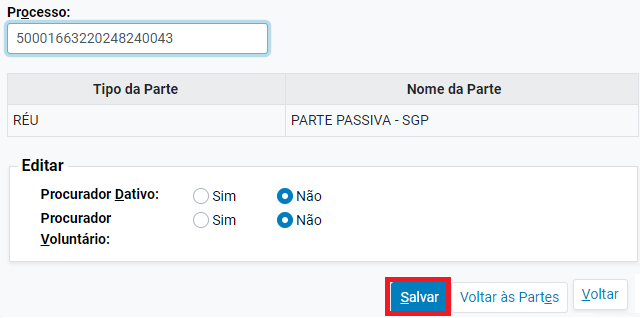 Processo:
50001663220248240043
Tipo da Parte Nome da Parte
RÉU PARTE PASSIVA - SGP
Editar
Procurador Dativo: Sim Não
Procurador Sim Não
Voluntário:
Salvar Voltar às Partes Voltar